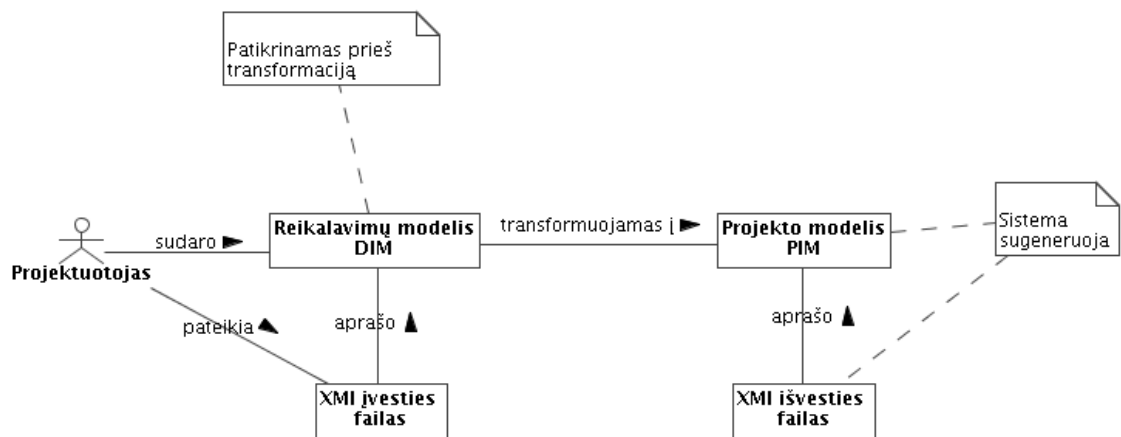 Patikrinamas prieš
transformaciją
Reikalavimų modelis
DIM
transformuojamas į
Projekto modelis
PIM
Sistema
sugeneruoja
sudaro
Projektuotojas
pateikia
aprašo
aprašo
XMI įvesties
failas
XMI išvesties
failas